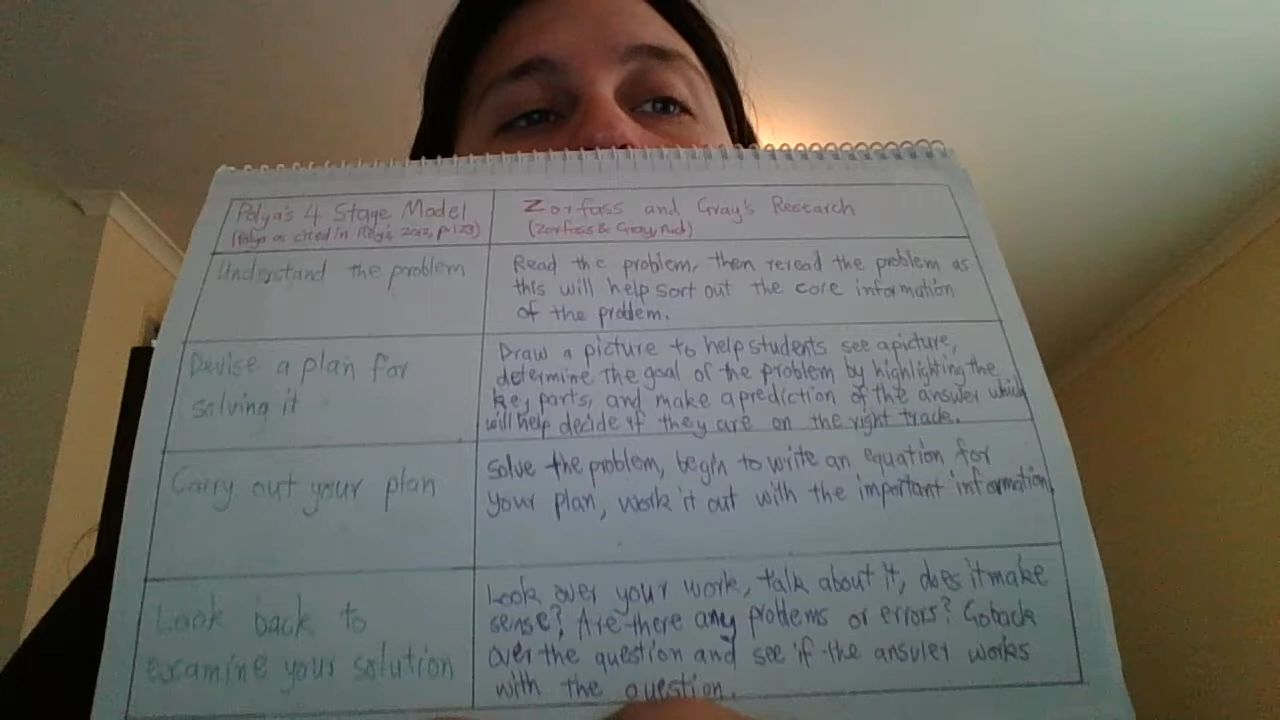 Polya's 4 Stage Model
(Polya as cited in 2012, p. 123)
Zorfass and Gray's Research
(Zorfass & Gray, n.d)
Understand the problem
Read the problem, then reread the problem as
this will help sort out the core information
of the problem.
Devise a plan for
solving it
Draw a picture to help students see a picture,
determine the goal of the problem by highlighting the
key parts, and make a prediction of the answer which
will help decide if they are on the right track.
Carry out your plan
Solve the problem, begin to write an equation for
your plan, work it out with the important information.
Look back to
examine your solution
Look over your work, talk about it, does it make
sense? Are there any problems or errors? Go back
over the question and see if the answer works
with the question.